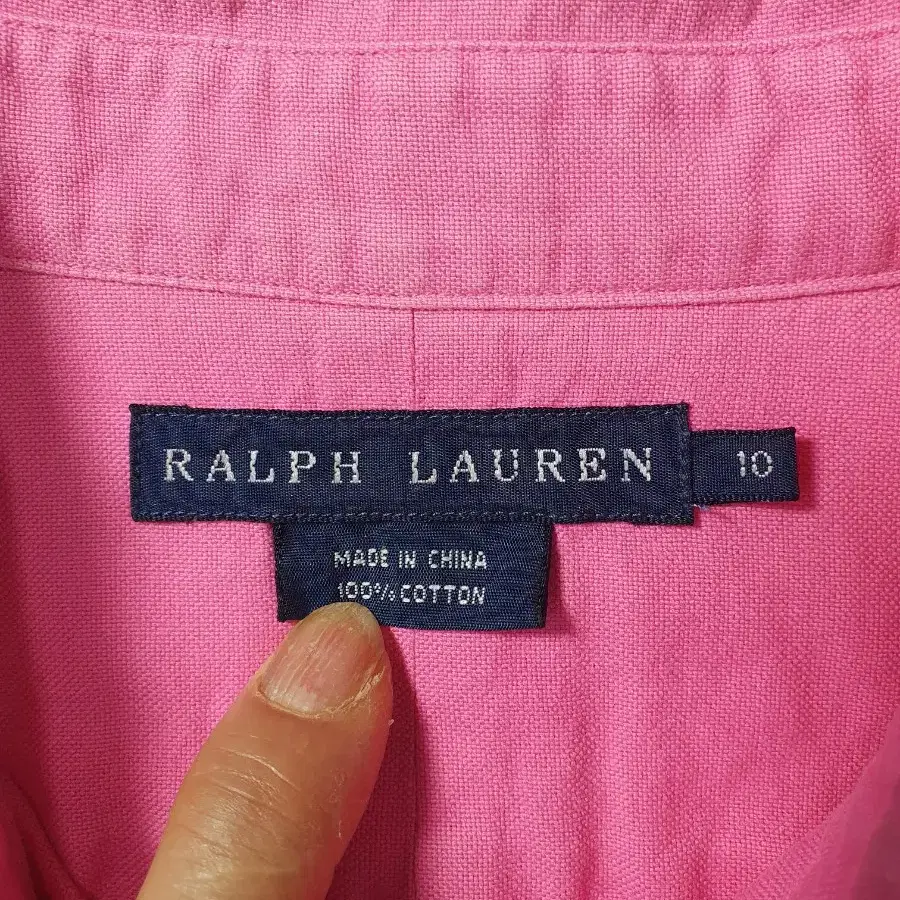 RALPH LAUREN
10
MADE IN CHINA
100% COTTON